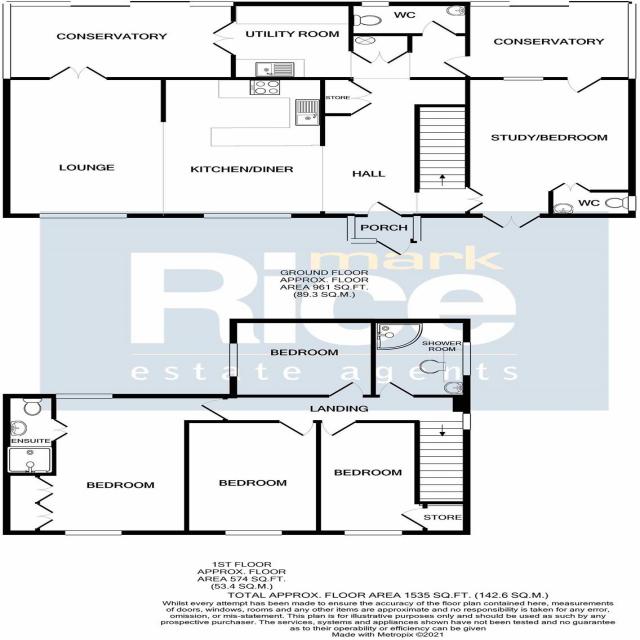 CONSERVATORY
UTILITY ROOM
WC
CONSERVATORY
STORE
LOUNGE
KITCHEN/DINER
HALL
STUDY/BEDROOM
WC
PORCH
mark
Rice
estate agents
GROUND FLOOR
APPROX. FLOOR
AREA 961 SQ.FT.
(89.3 SQ.M.)
BEDROOM
SHOWER
ROOM
LANDING
ENSUITE
BEDROOM
BEDROOM
BEDROOM
STORE
1ST FLOOR
APPROX. FLOOR
AREA 574 SQ.FT.
(53.4 SQ.M.)
TOTAL APPROX. FLOOR AREA 1535 SQ.FT. (142.6 SQ.M.)
Whilst every attempt has been made to ensure the accuracy of the floor plan contained here, measurements
of doors, windows, rooms and any other items are approximate and no responsibility is taken for any error,
omission, or mis-statement. This plan is for illustrative purposes only and should be used as such by any
prospective purchaser. The services, systems and appliances shown have not been tested and no guarantee
as to their operability or efficiency can be given
Made with Metropix ©2021